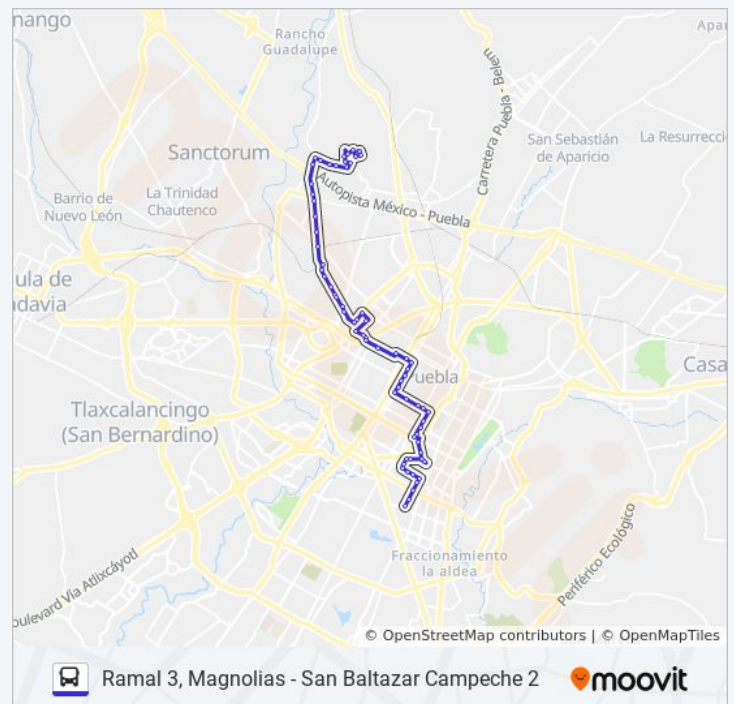 nango
Rancho
Guadalupe
Apa
Carretera Puebla - Belem
Sanctorum
San Sebastián
de Aparicio
La Resurrecci
Autopista México - Puebla
Barrio de
Nuevo León
La Trinidad
Chautenco
ula de
dadavia
Puebla
Casa
Tlaxcalancingo
(San Bernardino)
Fraccionamiento
la aldea
Periférico Ecológico
oulevard Vía Atlixcáyotl
© OpenStreetMap contributors | © OpenMapTiles
Ramal 3, Magnolias - San Baltazar Campeche 2
moovit